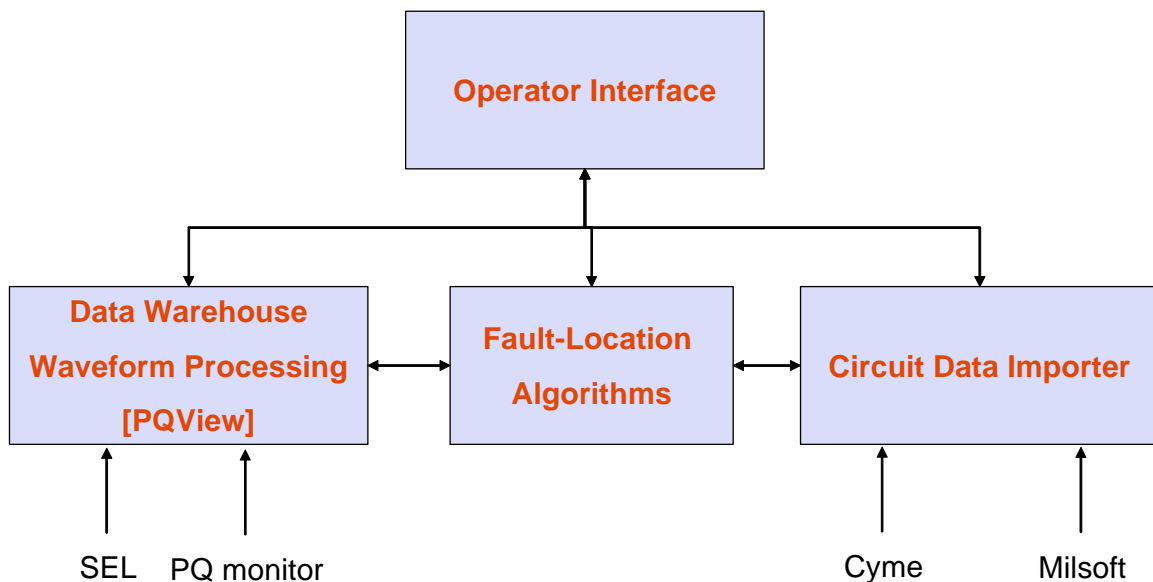 Operator Interface
Data Warehouse
Waveform Processing
[PQView]
Fault-Location
Algorithms
Circuit Data Importer
SEL
PQ monitor
Cyme
Milsoft